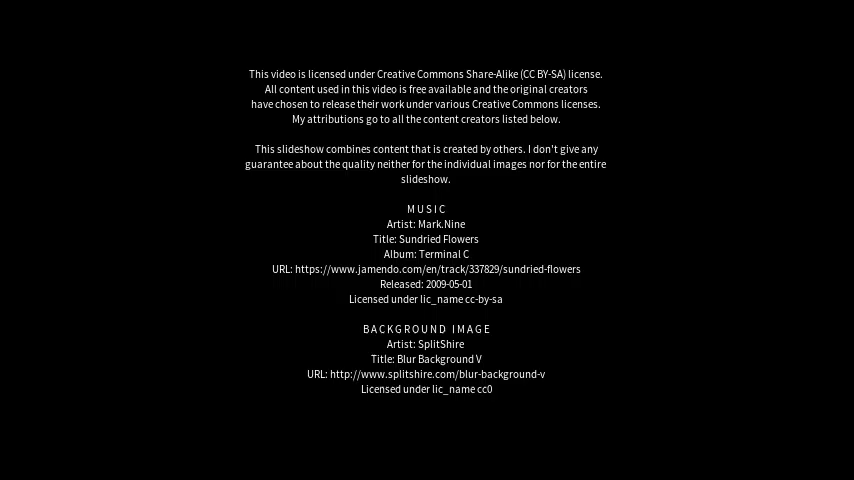 This video is licensed under Creative Commons Share-Alike (CC BY-SA) license.
All content used in this video is free available and the original creators
have chosen to release their work under various Creative Commons licenses.
My attributions go to all the content creators listed below.
This slideshow combines content that is created by others. I don't give any
guarantee about the quality neither for the individual images nor for the entire
slideshow.
MUSIC
Artist: Mark.Nine
Title: Sundried Flowers
Album: Terminal C
URL: https://www.jamendo.com/en/track/337829/sundried-flowers
Released: 2009-05-01
Licensed under lic_name cc-by-sa
BACKGROUND IMAGE
Artist: SplitShire
Title: Blur Background V
URL: http://www.splitshire.com/blur-background-v
Licensed under lic_name cc0